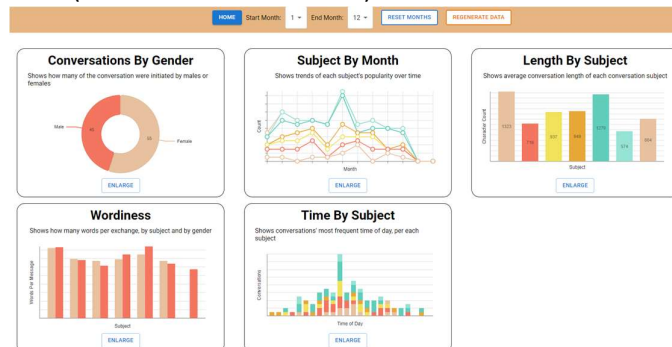 HOME Start Month: 1 End Month: 12 RESET MONTHS REGENERATE DATA
Conversations By Gender
Shows how many of the conversation were initiated by males or
females
Male
Female
ENLARGE
Subject By Month
Shows trends of each subject's popularity over time
Count
Month
ENLARGE
Length By Subject
Shows average conversation length of each conversation subject
Character Count
Subject
ENLARGE
Wordiness
Shows how many words per exchange, by subject and by gender
Words Per Message
Subject
ENLARGE
Time By Subject
Shows conversations' most frequent time of day, per each
subject
Conversations
Time of Day
ENLARGE